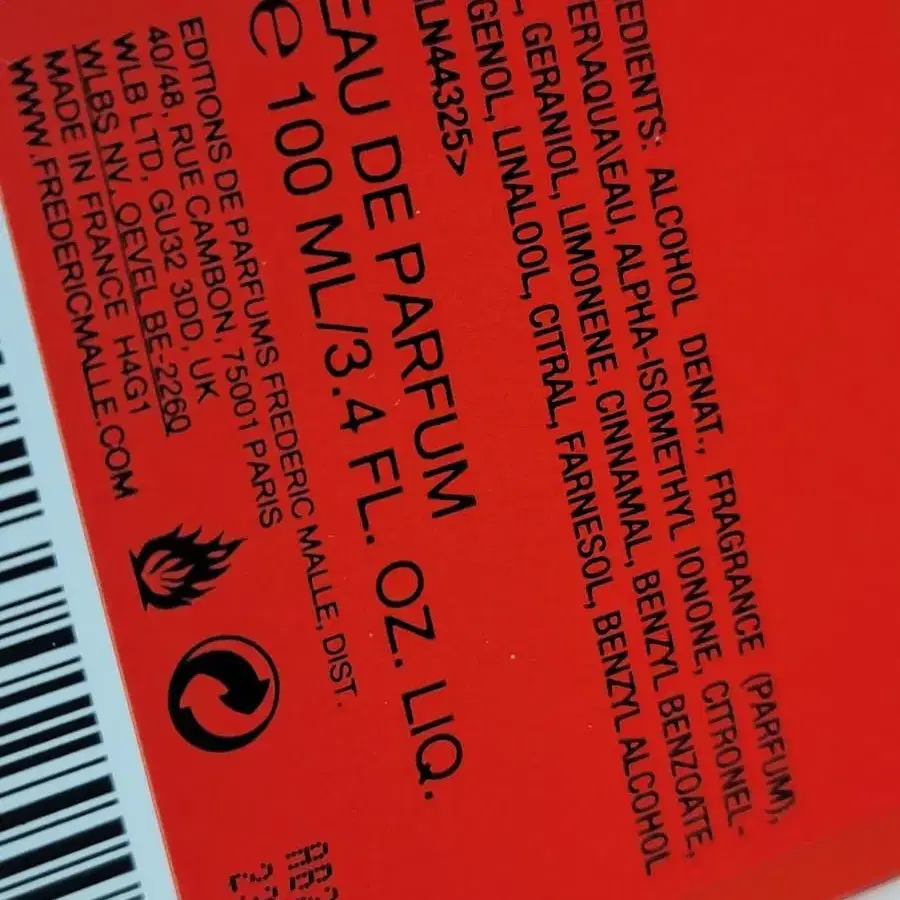 EDIENTS: ALCOHOL DENAT., FRAGRANCE (PARFUM),
ER\AQUA\EAU, ALPHA-ISOMETHYL IONONE, CITRONEL-
GERANIOL, LIMONENE, CINNAMAL, BENZYL BENZOATE,
GENOL, LINALOOL, CITRAL, FARNESOL, BENZYL ALCOHOL
LN44325>
EAU DE PARFUM
e 100 ML/3.4 FL. OZ. LIQ.
EDITIONS DE PARFUMS FREDERIC MALLE, DIST.
40/48, RUE CAMBON, 75001 PARIS
WLB LTD, GU32 3DD, UK
WLBS NV, OEVEL BE-2260
MADE IN FRANCE H4G1
WWW.FREDERICMALLE.COM